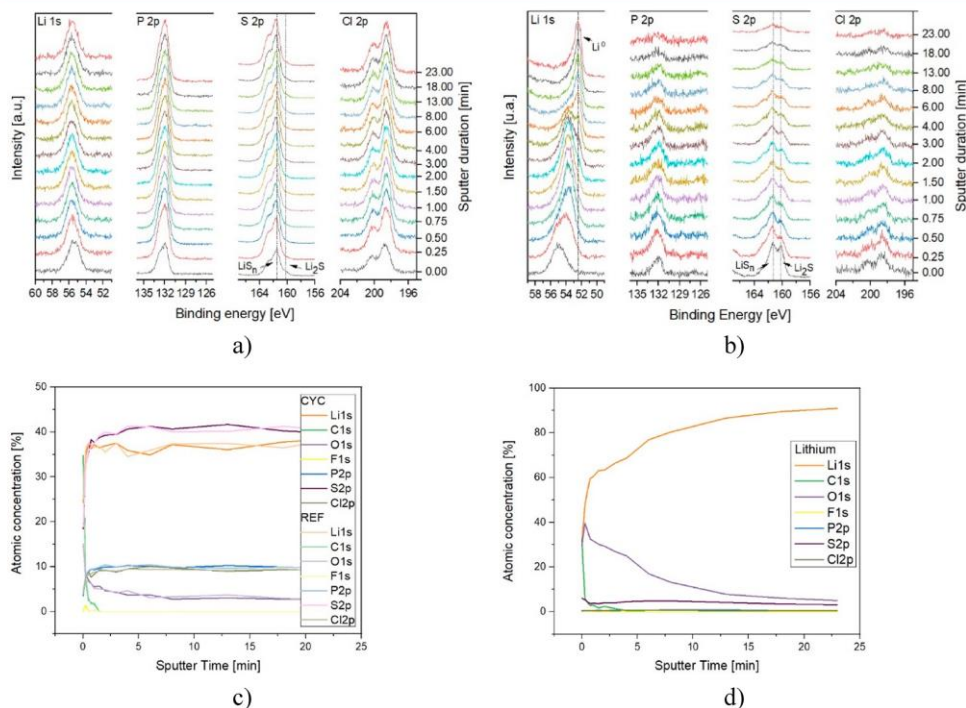 Li 1s
P 2p
S 2p
Cl 2p
Intensity [a.u.]
23.00
18.00
13.00
8.00
6.00
4.00
3.00
2.00
1.50
1.00
0.75
0.50
0.25
0.00
Sputter duration [min]
LiSn
Li2S
60 58 56 54 52
135 132 129 126
164 162 160 156
204 200 195
Binding energy [eV]
a)
Li 1s
P 2p
S 2p
Cl 2p
Li 0
Intensity [u.a.]
23.00
18.00
13.00
8.00
6.00
4.00
3.00
2.00
1.50
1.00
0.75
0.50
0.25
0.00
Sputter duration [min]
LiSn
Li2S
58 56 54 52 50
135 132 129 126
164 162 160 156
204 200 195
Binding Energy [eV]
b)
Atomic concentration [%]
50
40
30
20
10
0
0 5 10 15 20 25
Sputter Time [min]
CYC
Li1s
C1s
O1s
F1s
P2p
S2p
Cl2p
REF
Li1s
C1s
O1s
F1s
P2p
S2p
Cl2p
c)
Atomic concentration [%]
100
80
60
40
20
0
0 5 10 15 20 25
Sputter Time [min]
Lithium
Li1s
C1s
O1s
F1s
P2p
S2p
Cl2p
d)